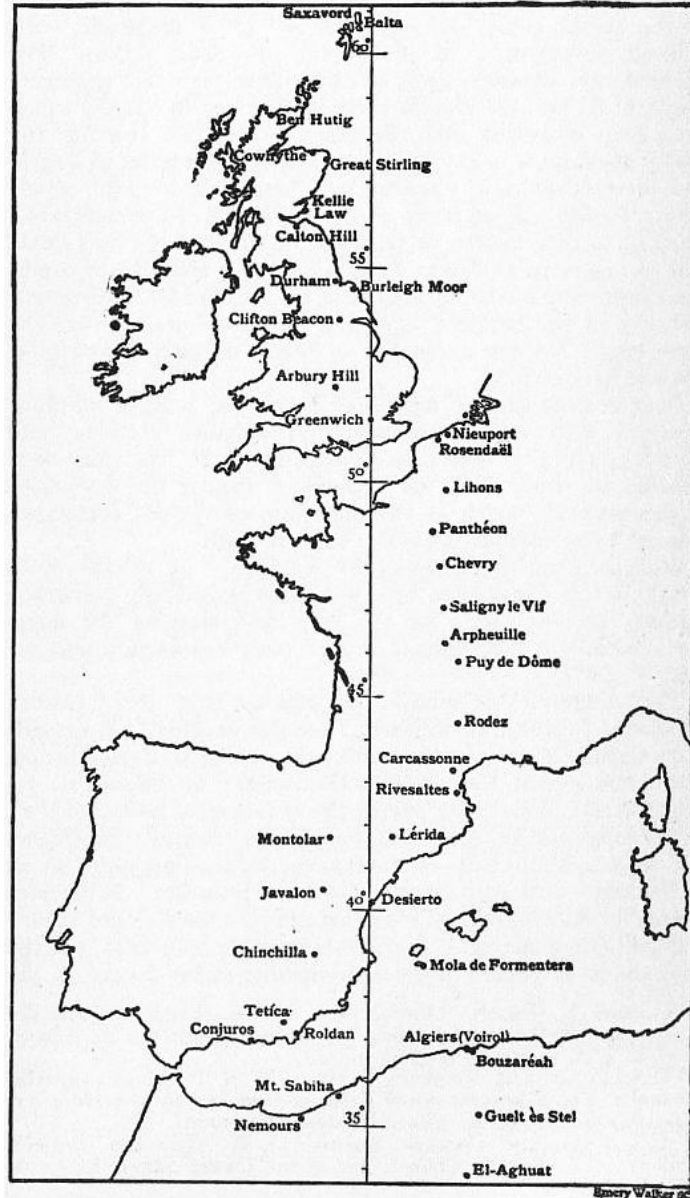 Saxavord
Balta
60
Ben Hutig
Cowhythe
Great Stirling
Kellie
Law
Calton Hill
55
Durham
Burleigh Moor
Clifton Beacon
Arbury Hill
Greenwich
Nieuport
Rosendaël
50
Lihons
Panthéon
Chevry
Saligny le Vif
Arpheuille
Puy de Dôme
45
Rodez
Carcassonne
Rivesaltes
Montolar
Lérida
Javalon
Desierto
40
Chinchilla
Mola de Formentera
Tetíca
Conjuros
Roldan
Algiers (Voirol)
Bouzaréah
Mt. Sabiha
Nemours
35
Guelt ès Stel
El-Aghuat
Emery Walker